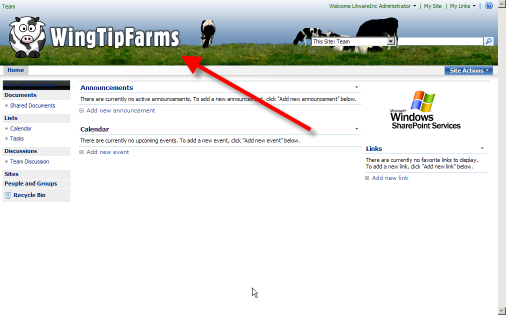 Team
Welcome LitwareInc Administrator | My Site | My Links |
WingTipFarms
This Site: Team
Home
Site Actions
Documents
Shared Documents
Lists
Calendar
Tasks
Discussions
Team Discussion
Sites
People and Groups
Recycle Bin
Announcements
There are currently no active announcements. To add a new announcement, click "Add new announcement" below.
Add new announcement
Calendar
There are currently no upcoming events. To add a new event, click "Add new event" below.
Add new event
Microsoft
Windows
SharePoint Services
Links
There are currently no favorite links to display.
To add a new link, click "Add new link" below.
Add new link